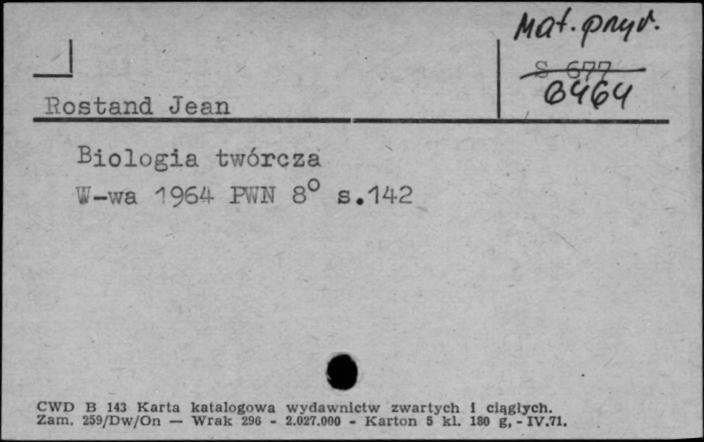 Mat. przyr.
S 677
6464
Rostand Jean
Biologia twórcza
W-wa 1964 PWN 8° s.142
CWD B 143 Karta katalogowa wydawnictw zwartych i ciągłych.
Zam. 259/Dw/On — Wrak 296 - 2.027.000 - Karton 5 kl. 180 g, - IV.71.